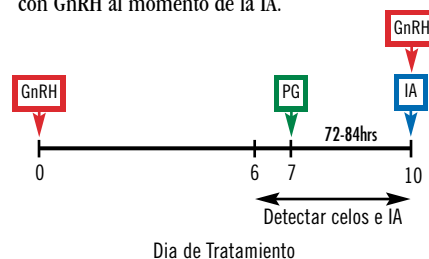 con GnRH al momento de la IA.
GnRH
GnRH
PG
IA
72-84hrs
0
6
7
10
Detectar celos e IA
Dia de Tratamiento